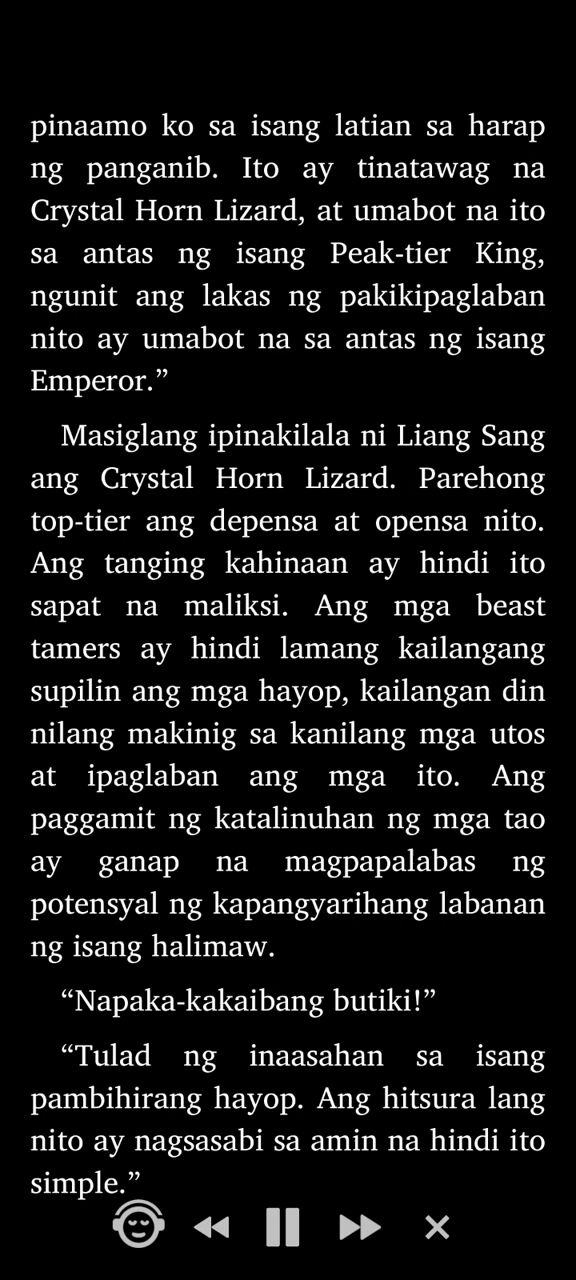 pinaamo ko sa isang latian sa harap
ng panganib. Ito ay tinatawag na
Crystal Horn Lizard, at umabot na ito
sa antas ng isang Peak-tier King,
ngunit ang lakas ng pakikipaglaban
nito ay umabot na sa antas ng isang
Emperor.”
Masiglang ipinakilala ni Liang Sang
ang Crystal Horn Lizard. Parehong
top-tier ang depensa at opensa nito.
Ang tanging kahinaan ay hindi ito
sapat na maliksi. Ang mga beast
tamers ay hindi lamang kailangang
supilin ang mga hayop, kailangan din
nilang makinig sa kanilang mga utos
at ipaglaban ang mga ito. Ang
paggamit ng katalinuhan ng mga tao
ay ganap na magpapalabas ng
potensyal ng kapangyarihang labanan
ng isang halimaw.
“Napaka-kakaibang butiki!”
“Tulad ng inaasahan sa isang
pambihirang hayop. Ang hitsura lang
nito ay nagsasabi sa amin na hindi ito
simple.”